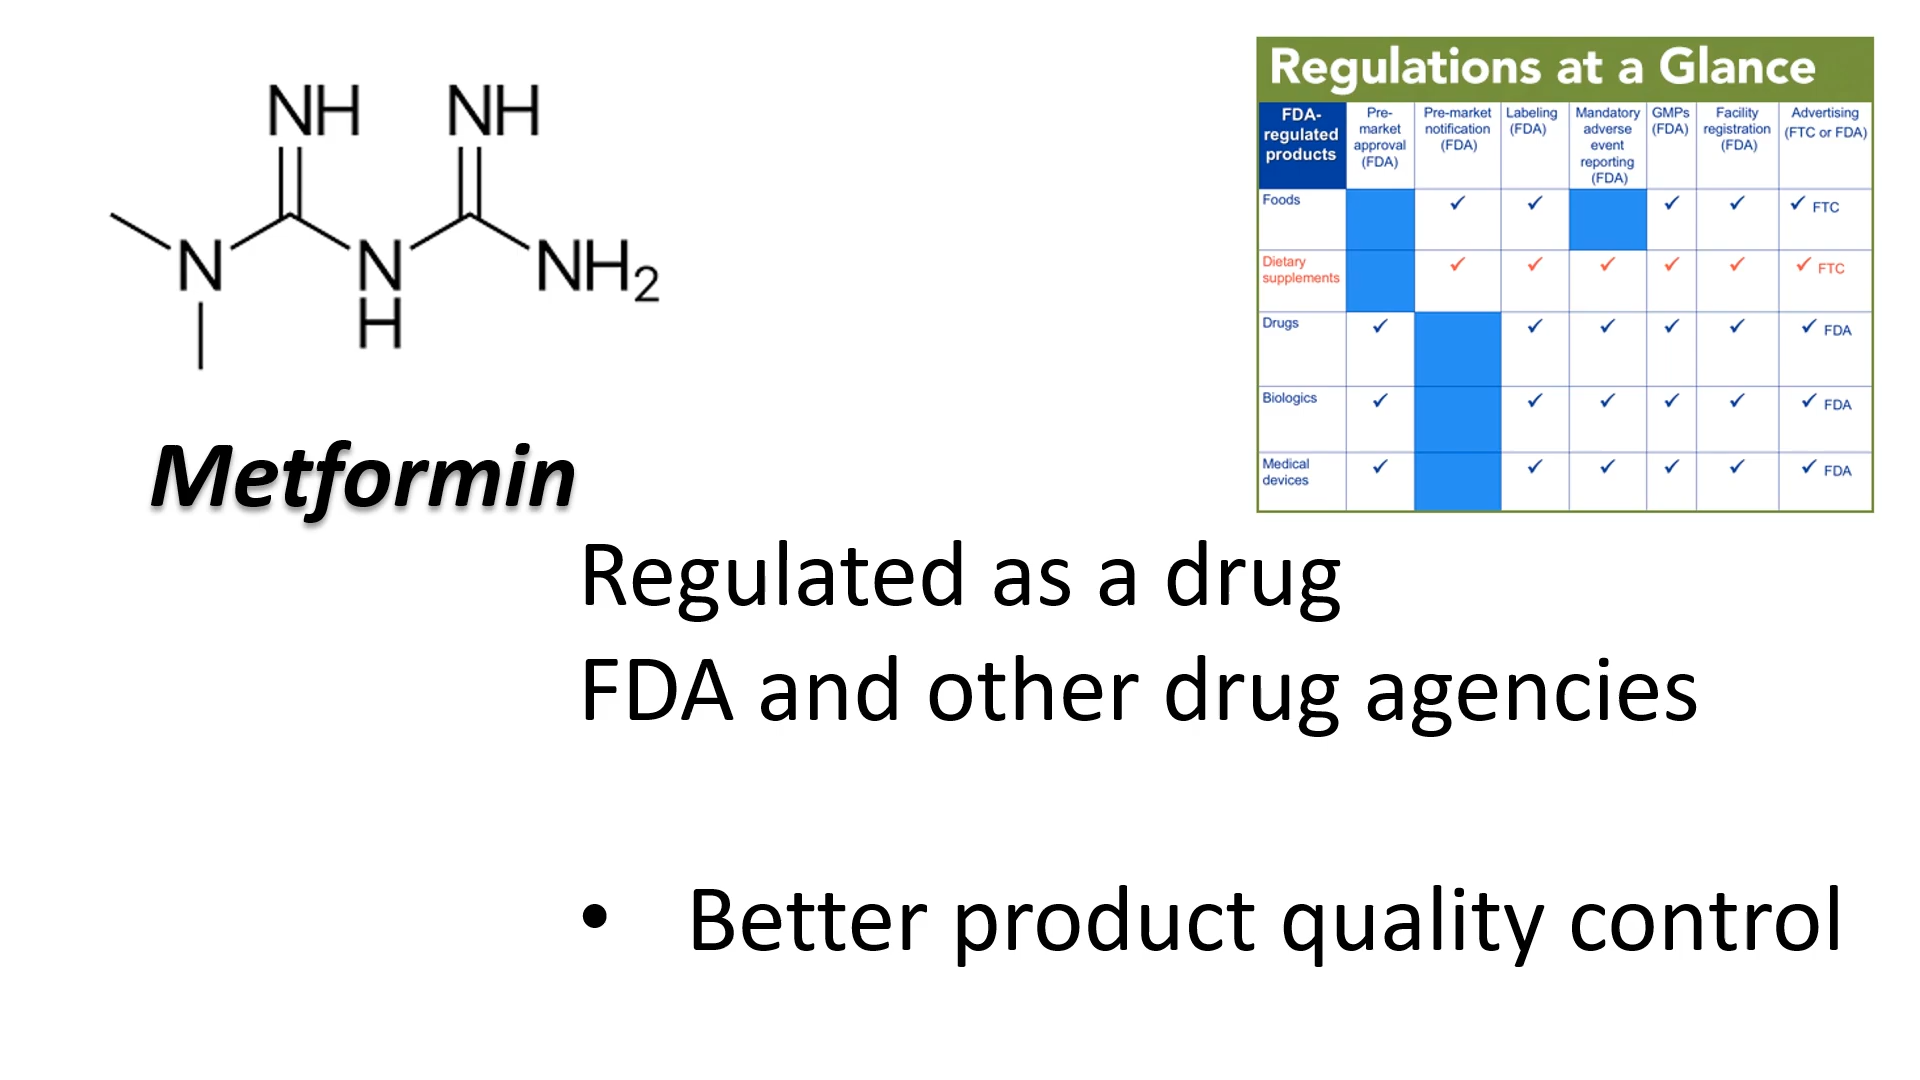 NH NH
N N NH2
H
Metformin
Regulations at a Glance
FDA-regulated products
Pre-market approval (FDA)
Pre-market notification (FDA)
Labeling (FDA)
Mandatory adverse event reporting (FDA)
GMPs (FDA)
Facility registration (FDA)
Advertising (FTC or FDA)
Foods ✓ ✓ ✓ ✓ ✓ FTC
Dietary supplements ✓ ✓ ✓ ✓ ✓ ✓ FTC
Drugs ✓ ✓ ✓ ✓ ✓ ✓ FDA
Biologics ✓ ✓ ✓ ✓ ✓ ✓ FDA
Medical devices ✓ ✓ ✓ ✓ ✓ ✓ FDA
Regulated as a drug
FDA and other drug agencies
• Better product quality control